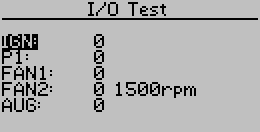 I/O Test
IGN: 0
P1: 0
FAN1: 0
FAN2: 0 1500rpm
AUG: 0